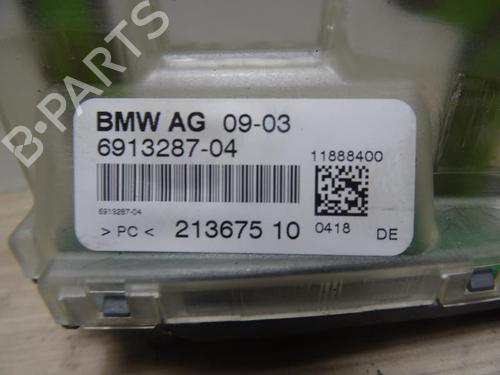 BMW AG 09-03
6913287-04
11888400
6913287-04
> PC < 213675 10
0418 DE
B-PARTS